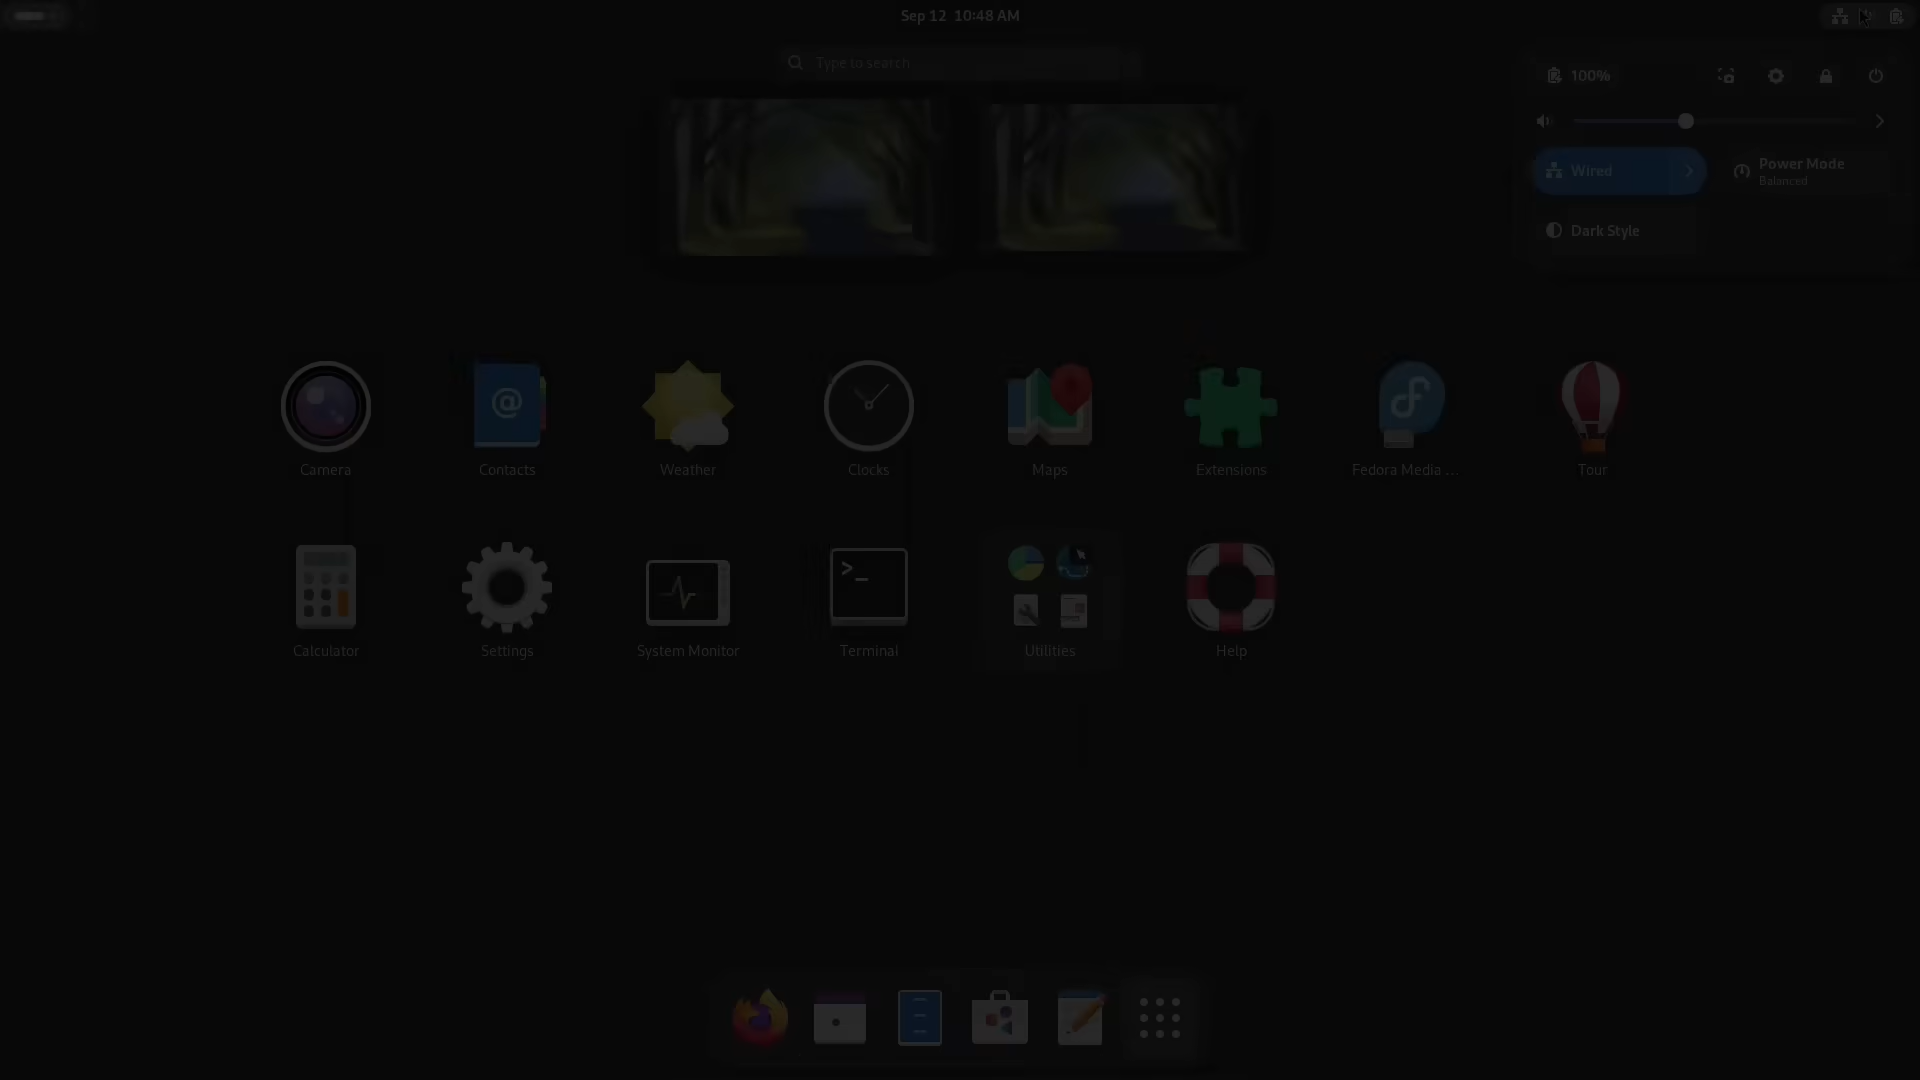 Sep 12 10:48 AM
Type to search
100%
Wired
Power Mode
Balanced
Dark Style
Camera
Contacts
Weather
Clocks
Maps
Extensions
Fedora Media ...
Tour
Calculator
Settings
System Monitor
Terminal
Utilities
Help